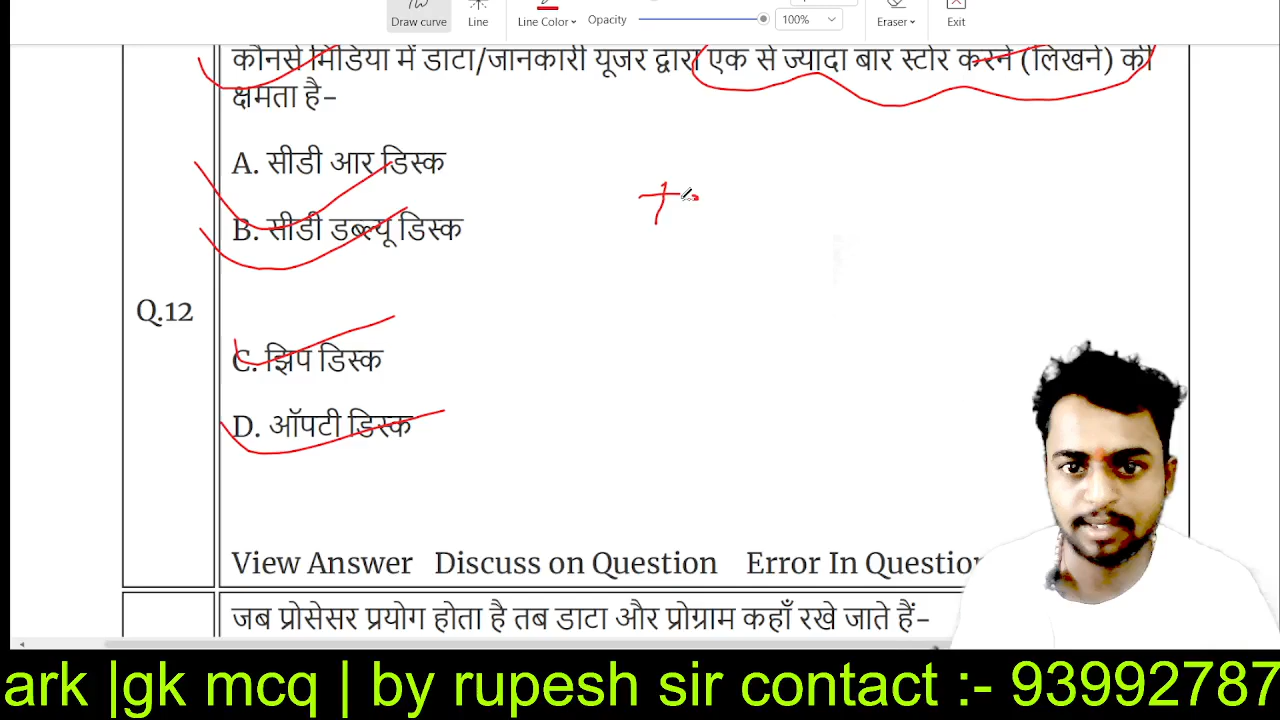 Draw curve
Line
Line Color
Opacity
100%
Eraser
Exit
कौनसे मिडिया में डाटा/जानकारी यूजर द्वारा एक से ज्यादा बार स्टोर करने (लिखने) की
क्षमता है-
A. सीडी आर डिस्क
B. सीडी डब्ल्यू डिस्क
Q.12
C. झिप डिस्क
D. ऑपटी डिस्क
View Answer Discuss on Question Error In Question
जब प्रोसेसर प्रयोग होता है तब डाटा और प्रोग्राम कहाँ रखे जाते हैं-
ark |gk mcq | by rupesh sir contact :- 93992787